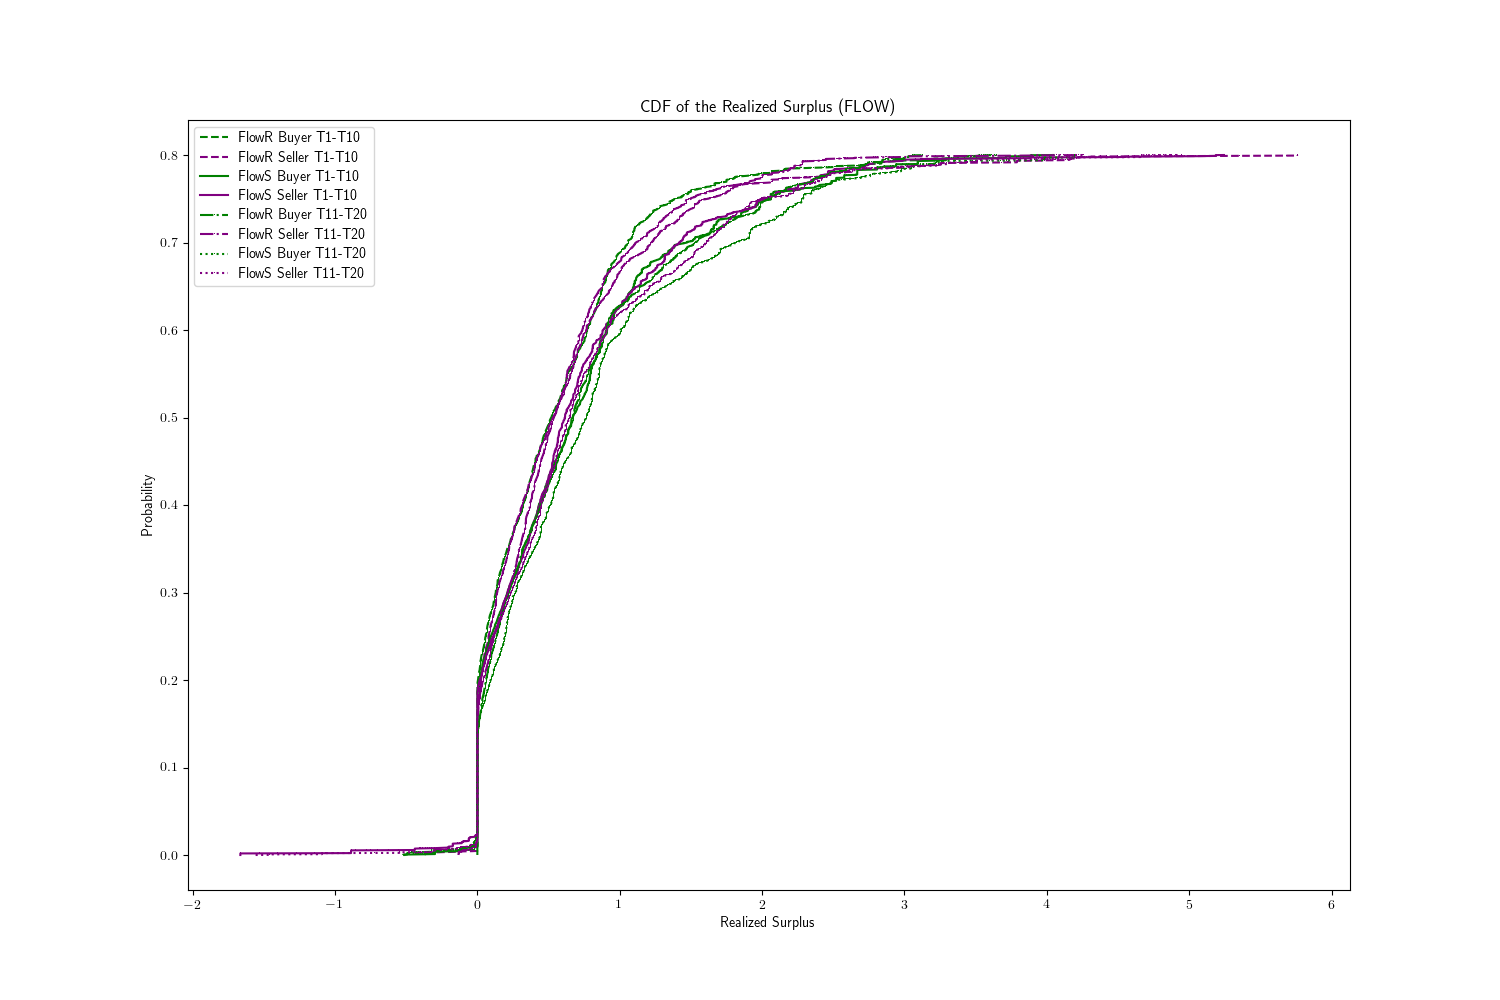 CDF of the Realized Surplus (FLOW)
FlowR Buyer T1-T10
FlowR Seller T1-T10
FlowS Buyer T1-T10
FlowS Seller T1-T10
FlowR Buyer T11-T20
FlowR Seller T11-T20
FlowS Buyer T11-T20
FlowS Seller T11-T20
0.8
0.7
0.6
0.5
0.4
0.3
0.2
0.1
0.0
Probability
−2 −1 0 1 2 3 4 5 6
Realized Surplus